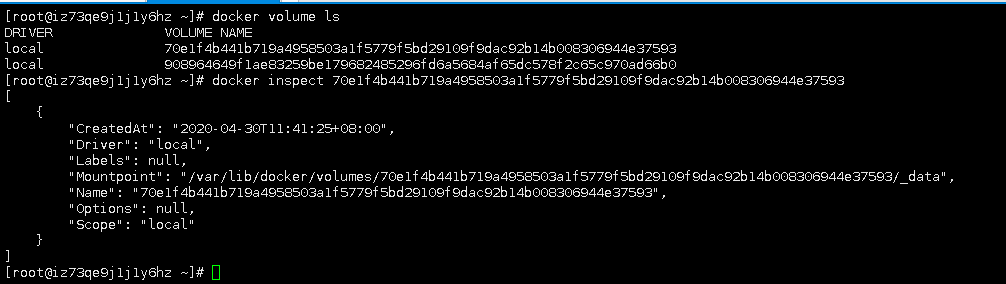 [root@iz73qe9j1j1y6hz ~]# docker volume ls
DRIVER              VOLUME NAME
local               70e1f4b441b719a4958503a1f5779f5bd29109f9dac92b14b008306944e37593
local               908964649f1ae83259be179682485296fd6a5684af65dc578f2c65c970ad66b0
[root@iz73qe9j1j1y6hz ~]# docker inspect 70e1f4b441b719a4958503a1f5779f5bd29109f9dac92b14b008306944e37593
[
    {
        "CreatedAt": "2020-04-30T11:41:25+08:00",
        "Driver": "local",
        "Labels": null,
        "Mountpoint": "/var/lib/docker/volumes/70e1f4b441b719a4958503a1f5779f5bd29109f9dac92b14b008306944e37593/_data",
        "Name": "70e1f4b441b719a4958503a1f5779f5bd29109f9dac92b14b008306944e37593",
        "Options": null,
        "Scope": "local"
    }
]
[root@iz73qe9j1j1y6hz ~]#